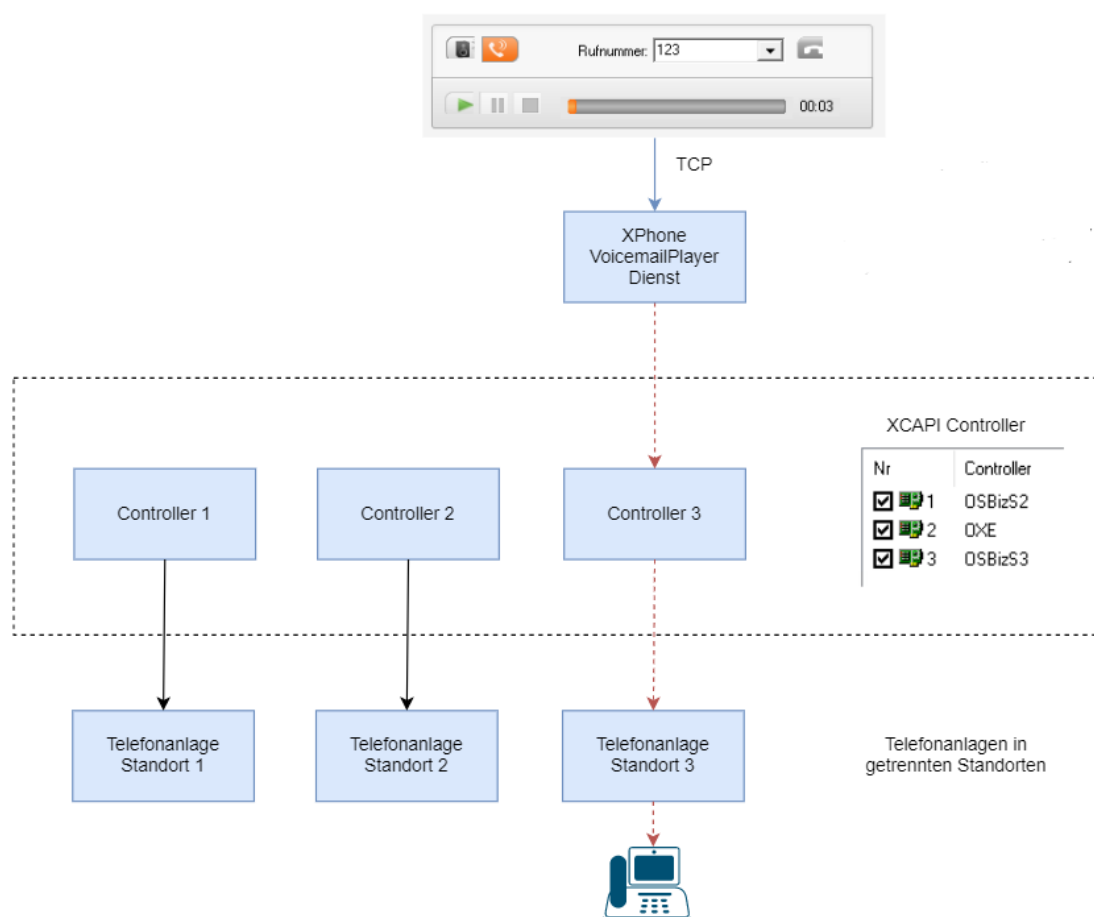 Rufnummer: 123
00:03
TCP
XPhone
VoicemailPlayer
Dienst
XCAPI Controller
Nr Controller
1 OSBizS2
2 OXE
3 OSBizS3
Controller 1
Controller 2
Controller 3
Telefonanlage
Standort 1
Telefonanlage
Standort 2
Telefonanlage
Standort 3
Telefonanlagen in
getrennten Standorten